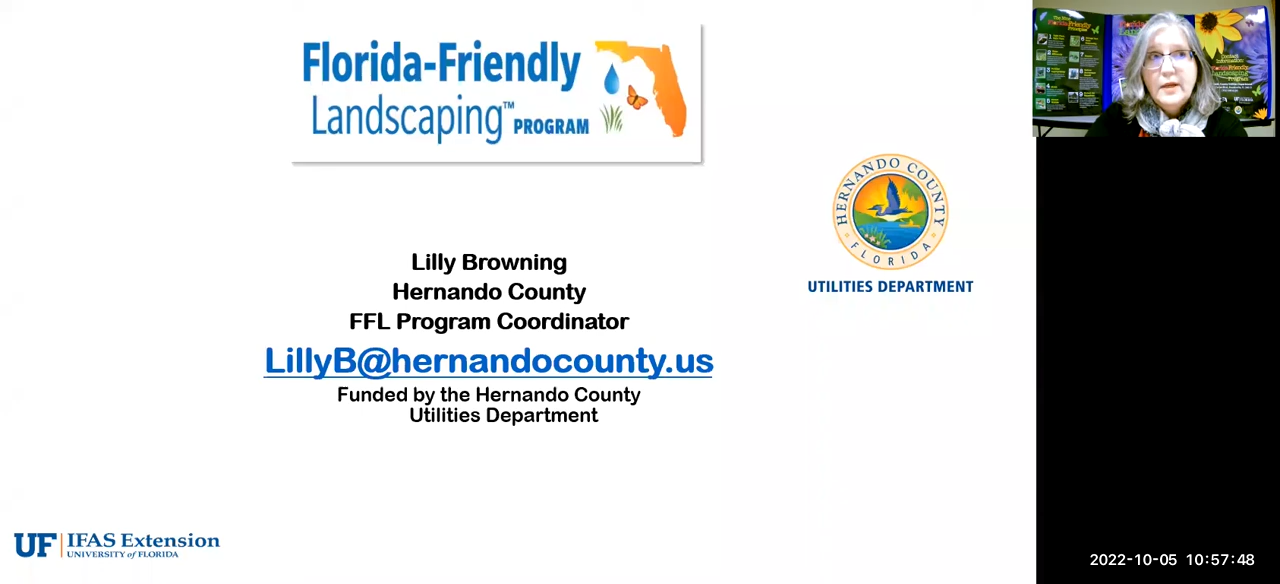 Florida-Friendly
Landscaping™ PROGRAM
HERNANDO COUNTY
FLORIDA
UTILITIES DEPARTMENT
Lilly Browning
Hernando County
FFL Program Coordinator
LillyB@hernandocounty.us
Funded by the Hernando County
Utilities Department
UF IFAS Extension
UNIVERSITY of FLORIDA
2022-10-05 10:57:48